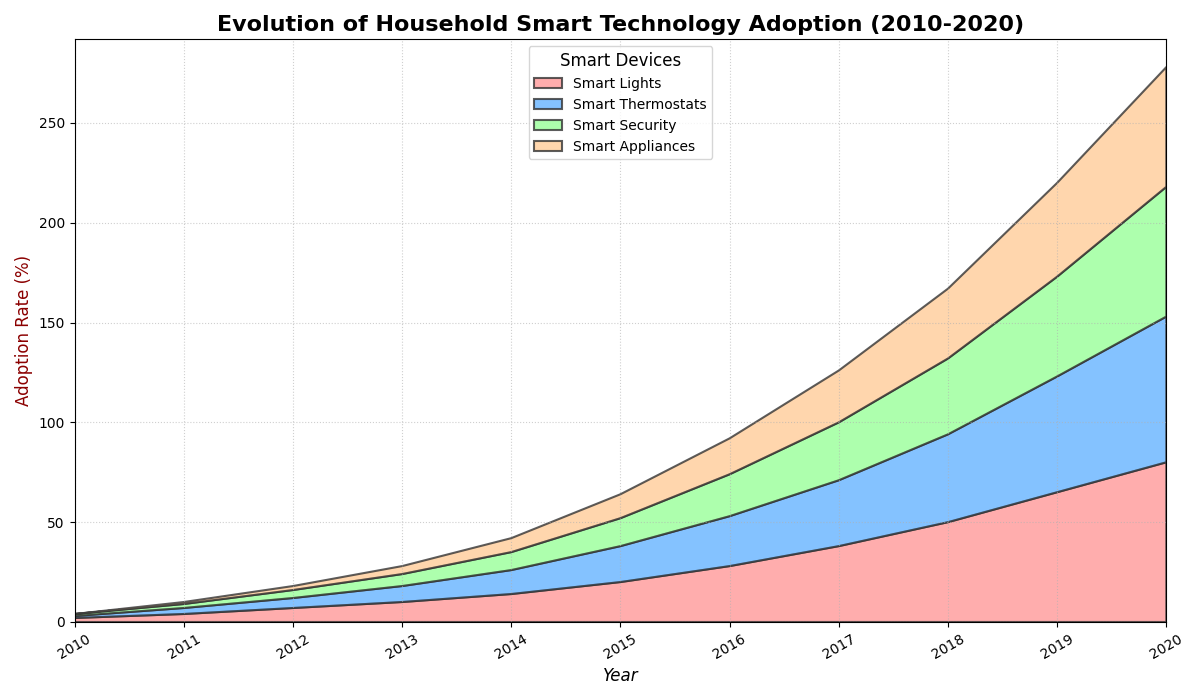 Evolution of Household Smart Technology Adoption (2010-2020)
Smart Devices
Smart Lights
Smart Thermostats
Smart Security
Smart Appliances
Adoption Rate (%)
250
200
150
100
50
0
2010 2011 2012 2013 2014 2015 2016 2017 2018 2019 2020
Year